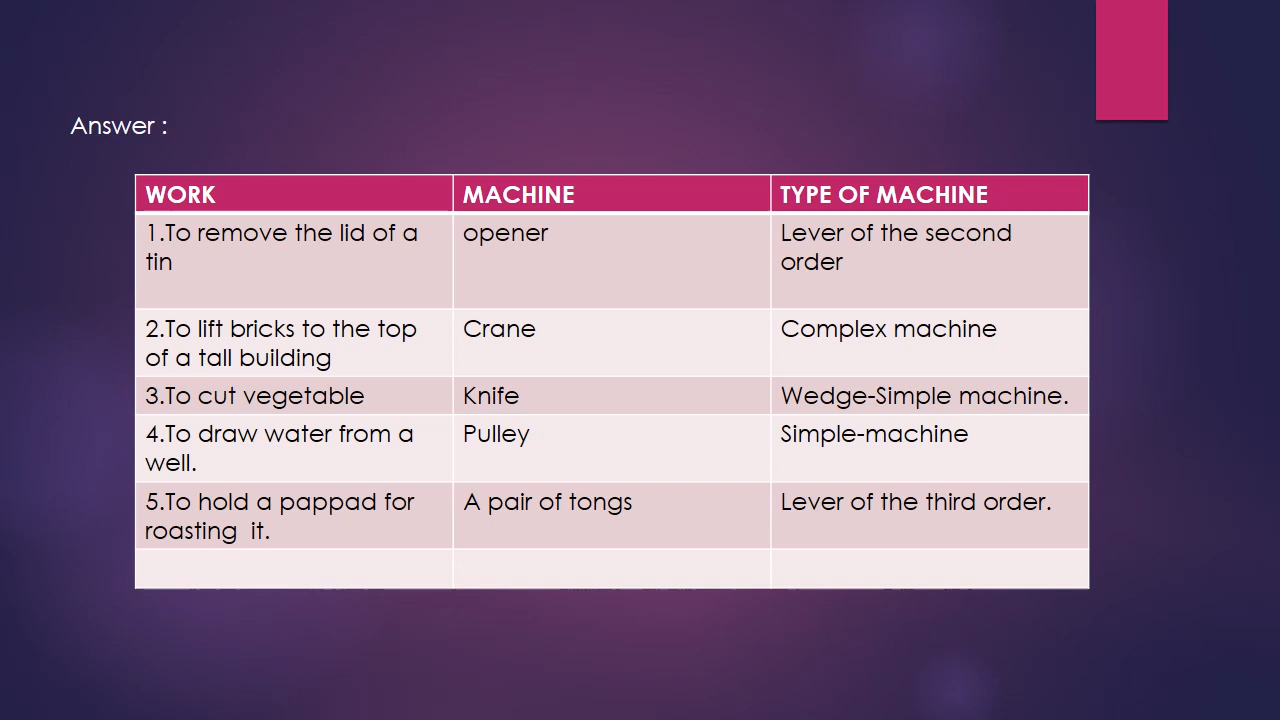 Answer :
WORK MACHINE TYPE OF MACHINE
1.To remove the lid of a tin opener Lever of the second order
2.To lift bricks to the top of a tall building Crane Complex machine
3.To cut vegetable Knife Wedge-Simple machine.
4.To draw water from a well. Pulley Simple-machine
5.To hold a pappad for roasting  it. A pair of tongs Lever of the third order.